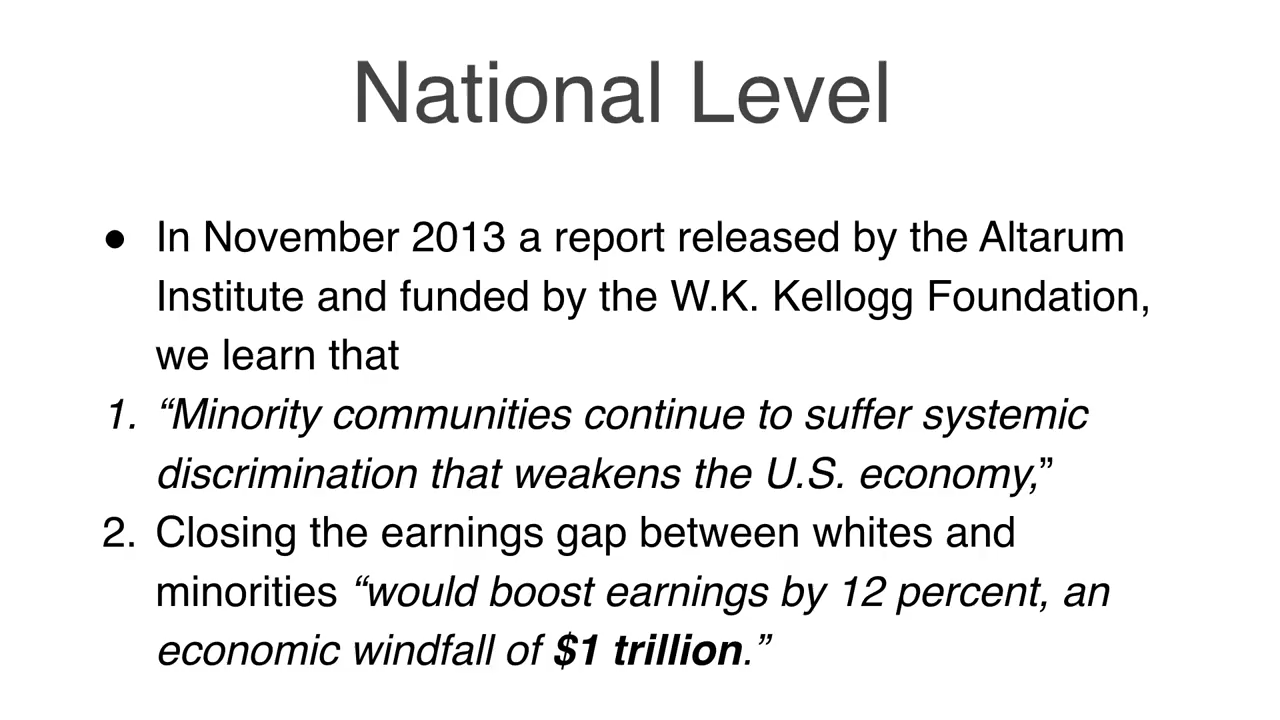 National Level
● In November 2013 a report released by the Altarum
Institute and funded by the W.K. Kellogg Foundation,
we learn that
1. “Minority communities continue to suffer systemic
discrimination that weakens the U.S. economy,”
2. Closing the earnings gap between whites and
minorities “would boost earnings by 12 percent, an
economic windfall of $1 trillion.”